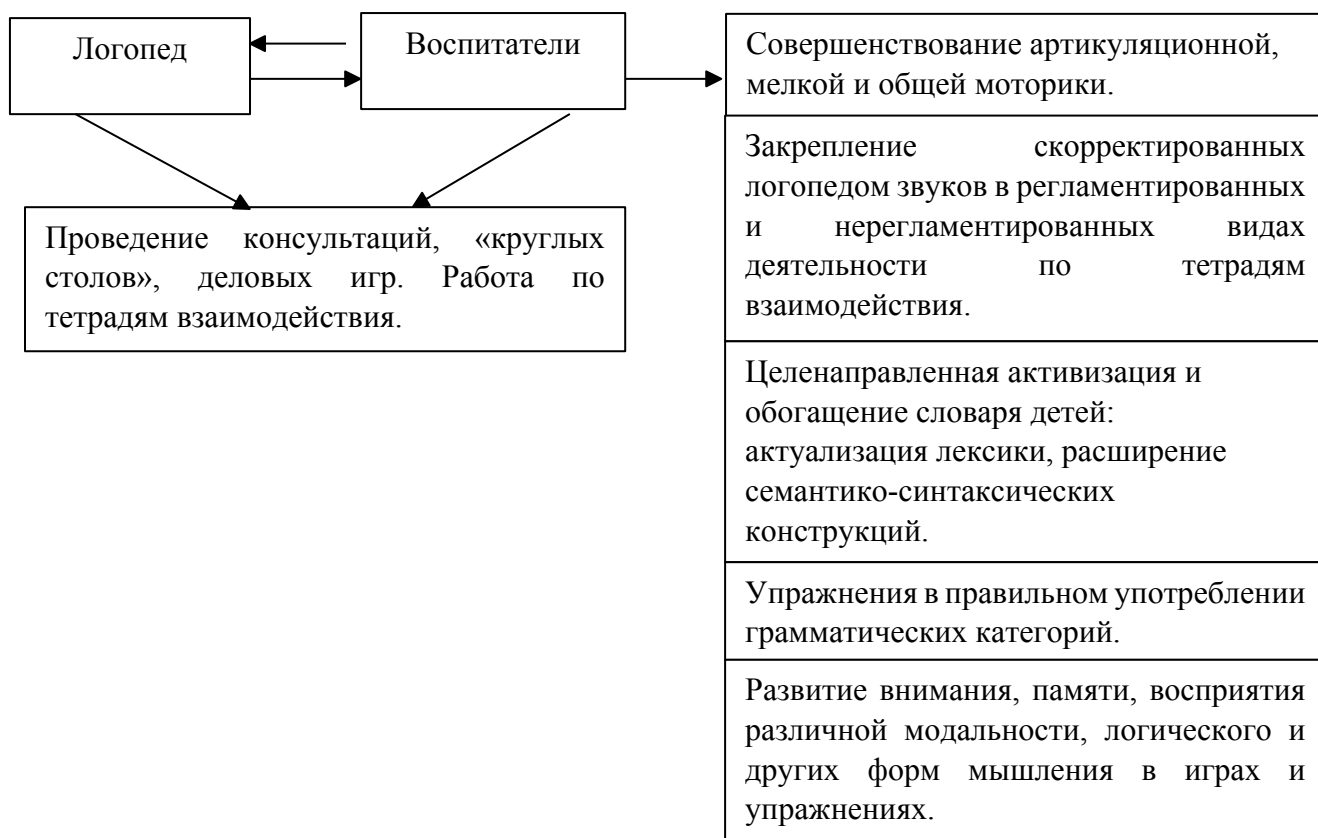 Логопед
Воспитатели
Совершенствование артикуляционной,
мелкой и общей моторики.
Закрепление скорректированных
логопедом звуков в регламентированных
и нерегламентированных видах
деятельности по тетрадям
взаимодействия.
Проведение консультаций, «круглых
столов», деловых игр. Работа по
тетрадям взаимодействия.
Целенаправленная активизация и
обогащение словаря детей:
актуализация лексики, расширение
семантико-синтаксических
конструкций.
Упражнения в правильном употреблении
грамматических категорий.
Развитие внимания, памяти, восприятия
различной модальности, логического и
других форм мышления в играх и
упражнениях.